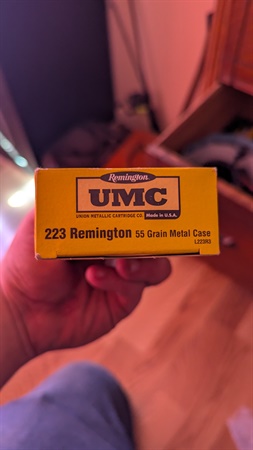 Remington
UMC
UNION METALLIC CARTRIDGE CO. Made in U.S.A.
223 Remington 55 Grain Metal Case
L223R3